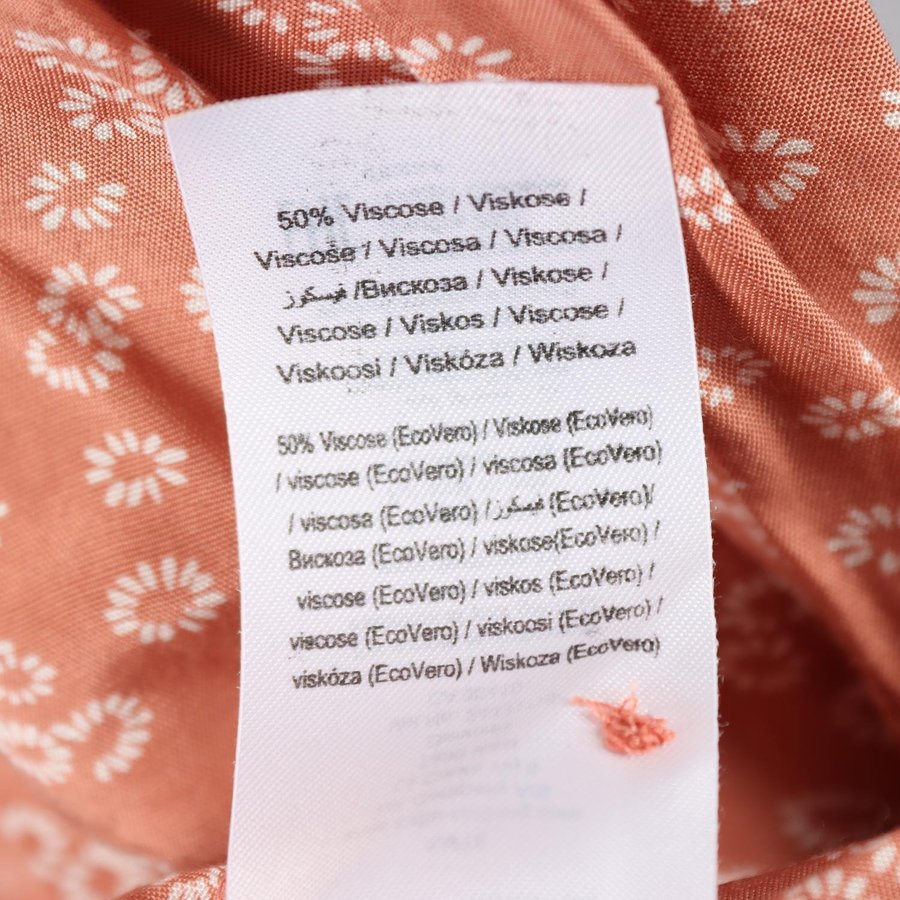 50% Viscose / Viskose /
Viscose / Viscosa / Viscosa /
فيسكوز /Вискоза / Viskose /
Viscose / Viskos / Viscose /
Viskoosi / Viskóza / Wiskoza
50% Viscose (EcoVero) / Viskose (EcoVero)
/ viscose (EcoVero) / viscosa (EcoVero)
/ viscosa (EcoVero) / فيسكوز (EcoVero)/
Вискоза (EcoVero) / viskose(EcoVero) /
viscose (EcoVero) / viskos (EcoVero) /
viscose (EcoVero) / viskoosi (EcoVero) /
viskóza (EcoVero) / Wiskoza (EcoVero)